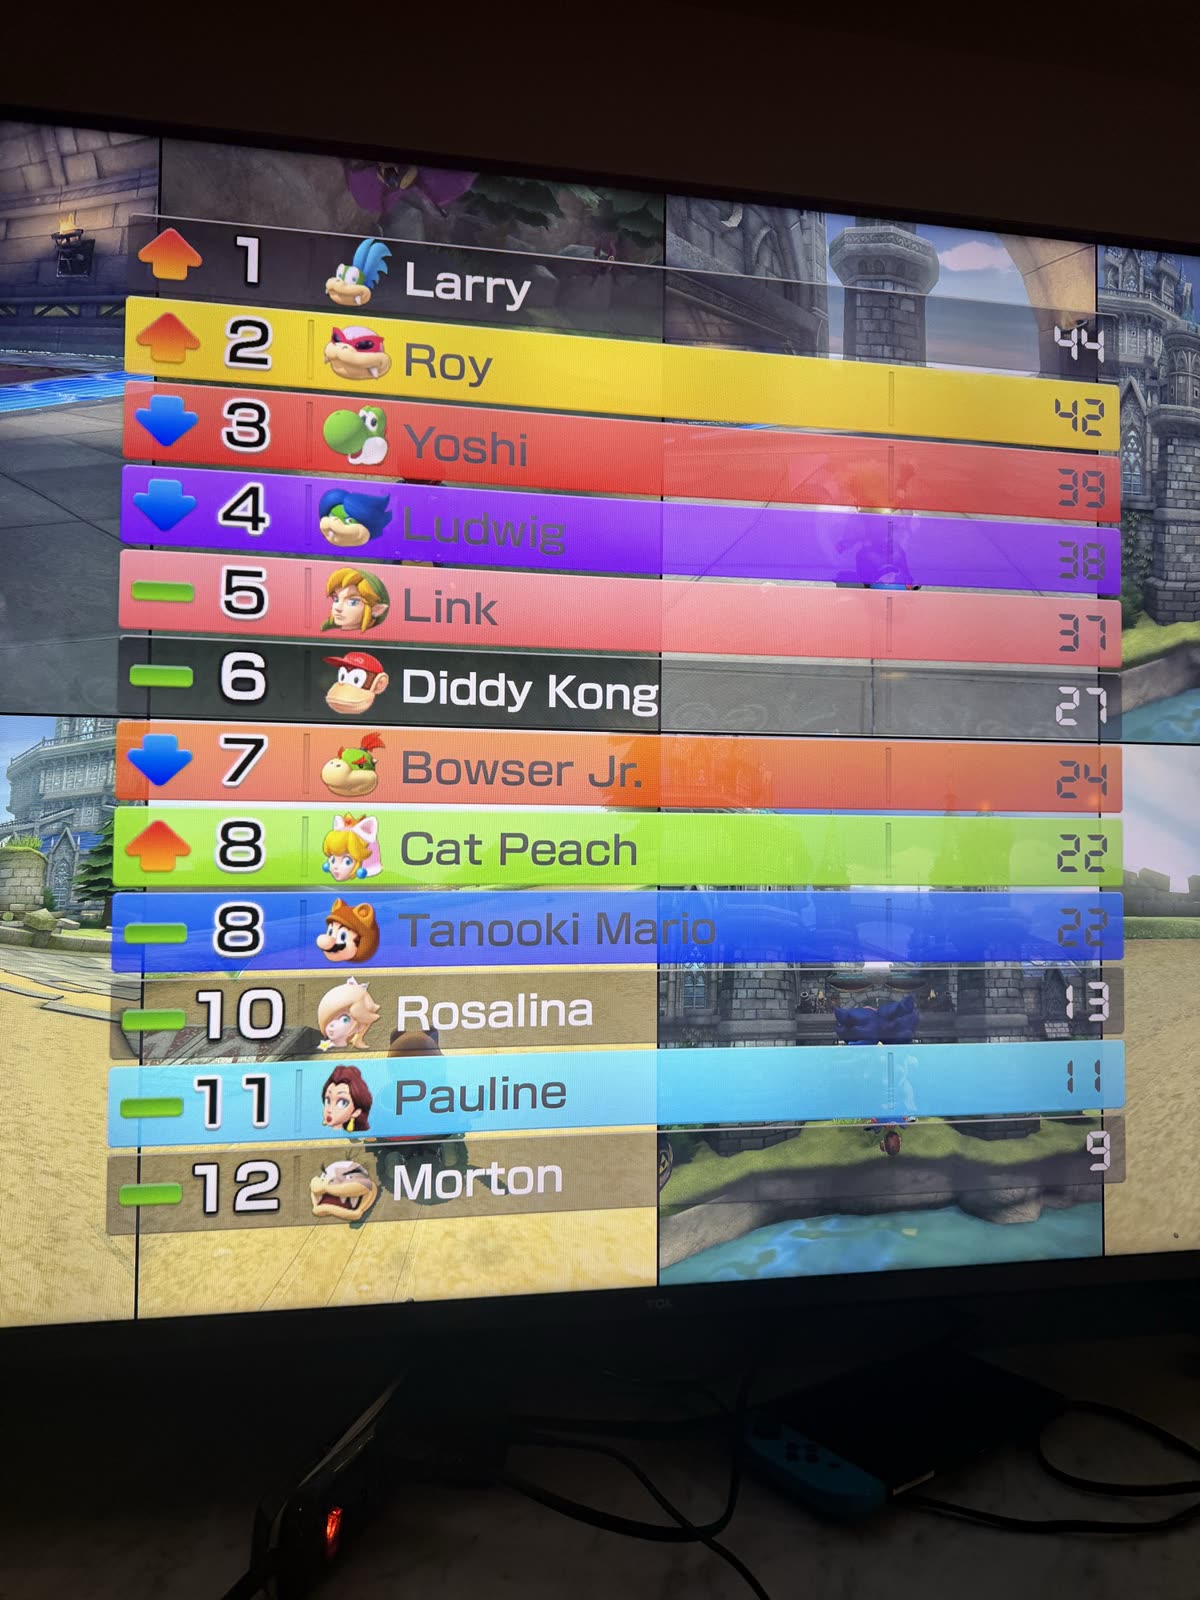 1 Larry 44
2 Roy 42
3 Yoshi 39
4 Ludwig 38
5 Link 37
6 Diddy Kong 27
7 Bowser Jr. 24
8 Cat Peach 22
8 Tanooki Mario 22
10 Rosalina 13
11 Pauline 11
12 Morton 9
TCL